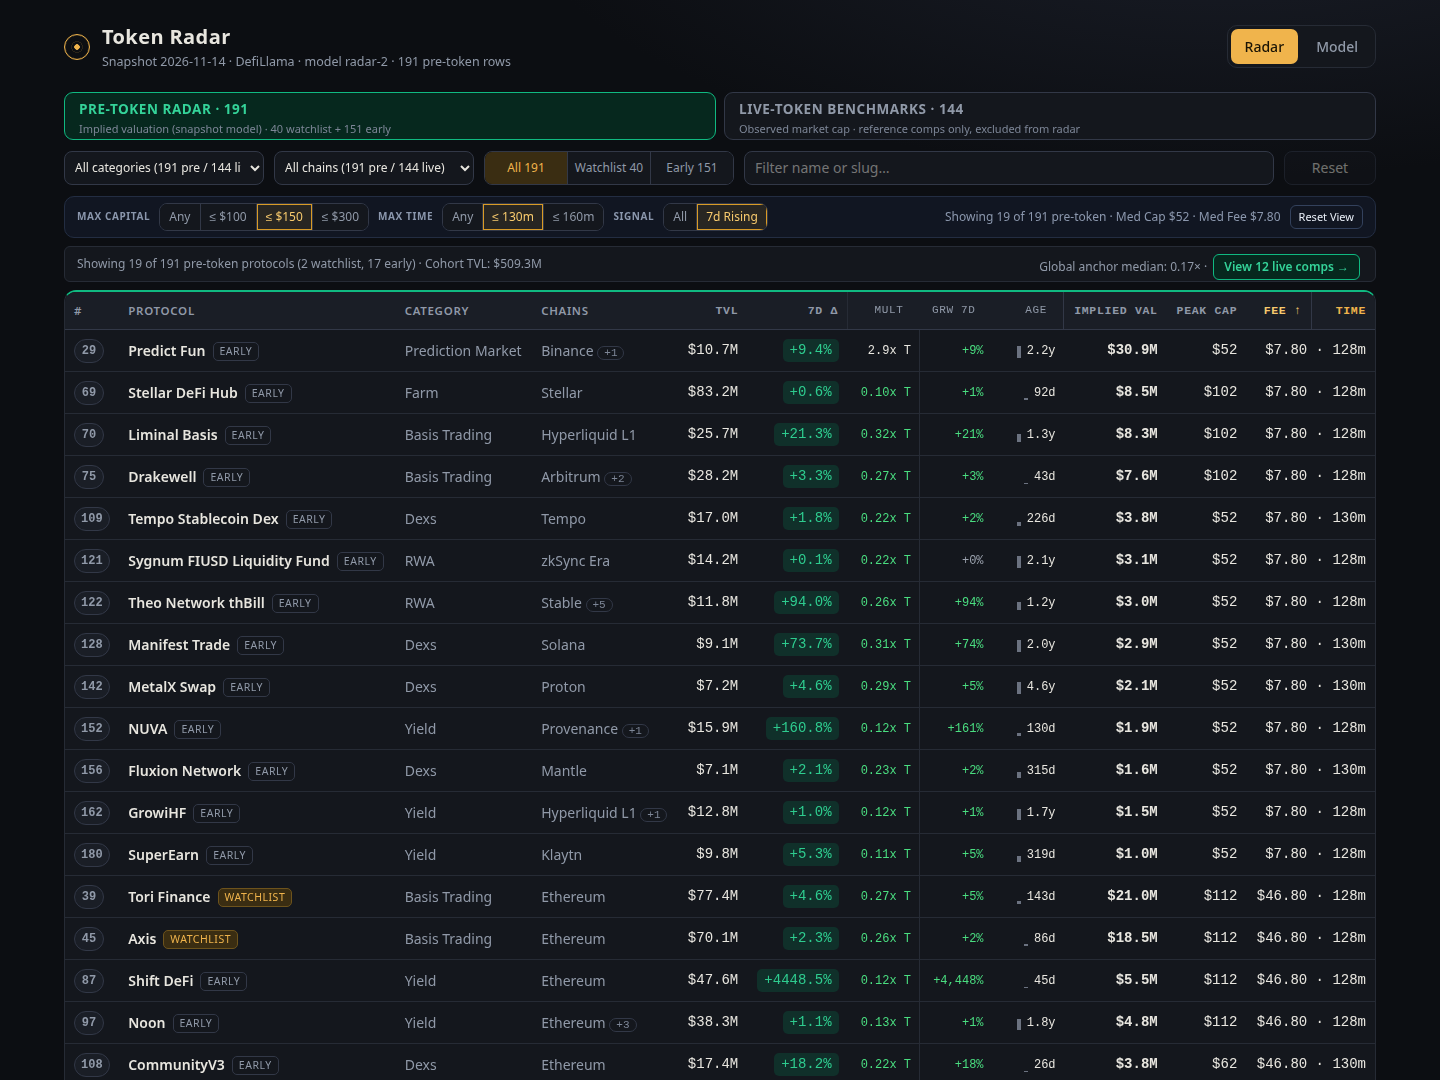 Token Radar
Snapshot 2026-11-14 · DefiLlama · model radar-2 · 191 pre-token rows
Radar Model
PRE-TOKEN RADAR · 191
Implied valuation (snapshot model) · 40 watchlist + 151 early
LIVE-TOKEN BENCHMARKS · 144
Observed market cap · reference comps only, excluded from radar
All categories (191 pre / 144 li All chains (191 pre / 144 live) All 191 Watchlist 40 Early 151 Filter name or slug... Reset
MAX CAPITAL Any ≤ $100 ≤ $150 ≤ $300 MAX TIME Any ≤ 130m ≤ 160m SIGNAL All 7d Rising Showing 19 of 191 pre-token · Med Cap $52 · Med Fee $7.80 Reset View
Showing 19 of 191 pre-token protocols (2 watchlist, 17 early) · Cohort TVL: $509.3M Global anchor median: 0.17× · View 12 live comps →
# PROTOCOL CATEGORY CHAINS TVL 7D Δ MULT GRW 7D AGE IMPLIED VAL PEAK CAP FEE ↑ TIME
29 Predict Fun EARLY Prediction Market Binance +1 $10.7M +9.4% 2.9x T +9% 2.2y $30.9M $52 $7.80 · 128m
69 Stellar DeFi Hub EARLY Farm Stellar $83.2M +0.6% 0.10x T +1% 92d $8.5M $102 $7.80 · 128m
70 Liminal Basis EARLY Basis Trading Hyperliquid L1 $25.7M +21.3% 0.32x T +21% 1.3y $8.3M $102 $7.80 · 128m
75 Drakewell EARLY Basis Trading Arbitrum +2 $28.2M +3.3% 0.27x T +3% 43d $7.6M $102 $7.80 · 128m
109 Tempo Stablecoin Dex EARLY Dexs Tempo $17.0M +1.8% 0.22x T +2% 226d $3.8M $52 $7.80 · 130m
121 Sygnum FIUSD Liquidity Fund EARLY RWA zkSync Era $14.2M +0.1% 0.22x T +0% 2.1y $3.1M $52 $7.80 · 128m
122 Theo Network thBill EARLY RWA Stable +5 $11.8M +94.0% 0.26x T +94% 1.2y $3.0M $52 $7.80 · 128m
128 Manifest Trade EARLY Dexs Solana $9.1M +73.7% 0.31x T +74% 2.0y $2.9M $52 $7.80 · 130m
142 MetalX Swap EARLY Dexs Proton $7.2M +4.6% 0.29x T +5% 4.6y $2.1M $52 $7.80 · 130m
152 NUVA EARLY Yield Provenance +1 $15.9M +160.8% 0.12x T +161% 130d $1.9M $52 $7.80 · 128m
156 Fluxion Network EARLY Dexs Mantle $7.1M +2.1% 0.23x T +2% 315d $1.6M $52 $7.80 · 130m
162 GrowiHF EARLY Yield Hyperliquid L1 +1 $12.8M +1.0% 0.12x T +1% 1.7y $1.5M $52 $7.80 · 128m
180 SuperEarn EARLY Yield Klaytn $9.8M +5.3% 0.11x T +5% 319d $1.0M $52 $7.80 · 128m
39 Tori Finance WATCHLIST Basis Trading Ethereum $77.4M +4.6% 0.27x T +5% 143d $21.0M $112 $46.80 · 128m
45 Axis WATCHLIST Basis Trading Ethereum $70.1M +2.3% 0.26x T +2% 86d $18.5M $112 $46.80 · 128m
87 Shift DeFi EARLY Yield Ethereum $47.6M +4448.5% 0.12x T +4,448% 45d $5.5M $112 $46.80 · 128m
97 Noon EARLY Yield Ethereum +3 $38.3M +1.1% 0.13x T +1% 1.8y $4.8M $112 $46.80 · 128m
108 CommunityV3 EARLY Dexs Ethereum $17.4M +18.2% 0.22x T +18% 26d $3.8M $62 $46.80 · 130m